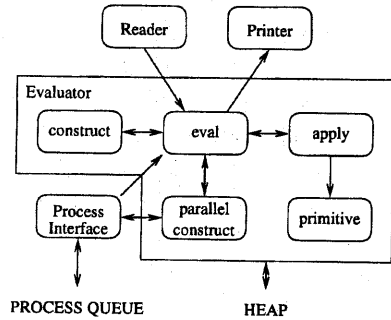 Reader
Printer
Evaluator
construct
eval
apply
Process
Interface
parallel
construct
primitive
PROCESS QUEUE
HEAP